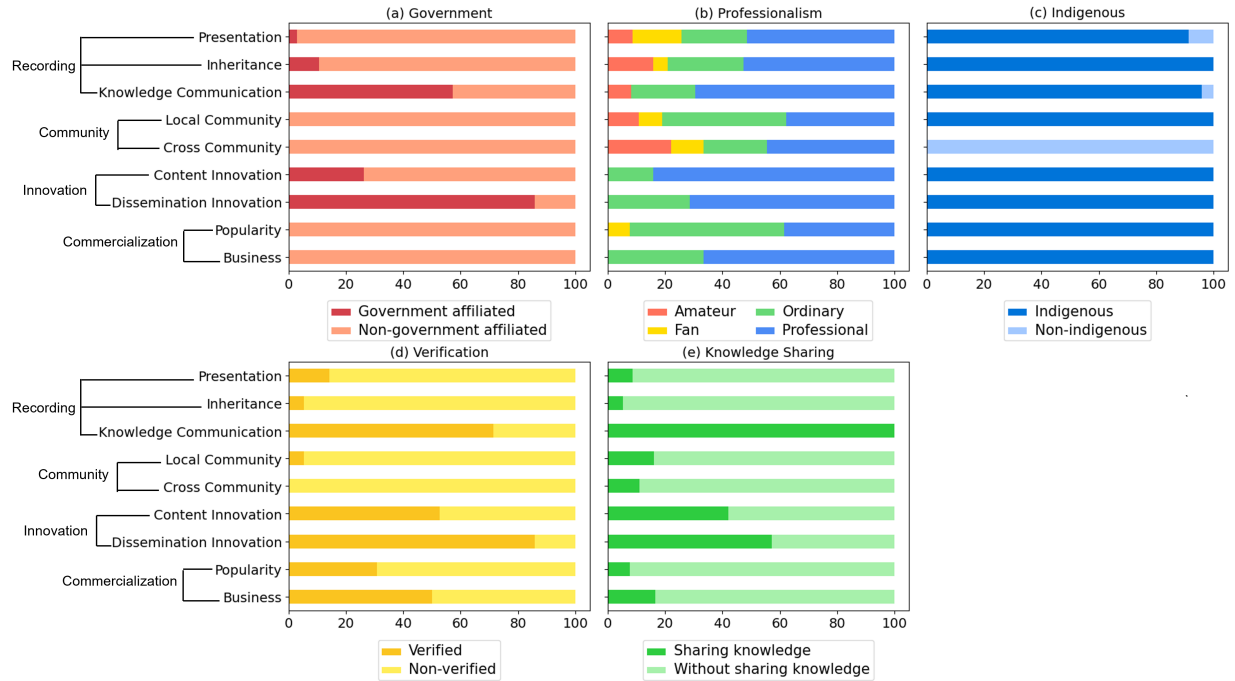 (a) Government
(b) Professionalism
(c) Indigenous
Recording
Presentation
Inheritance
Knowledge Communication
Community
Local Community
Cross Community
Innovation
Content Innovation
Dissemination Innovation
Commercialization
Popularity
Business
0 20 40 60 80 100
0 20 40 60 80 100
0 20 40 60 80 100
Government affiliated
Non-government affiliated
Amateur
Fan
Ordinary
Professional
Indigenous
Non-indigenous
(d) Verification
(e) Knowledge Sharing
Recording
Presentation
Inheritance
Knowledge Communication
Community
Local Community
Cross Community
Innovation
Content Innovation
Dissemination Innovation
Commercialization
Popularity
Business
0 20 40 60 80 100
0 20 40 60 80 100
Verified
Non-verified
Sharing knowledge
Without sharing knowledge